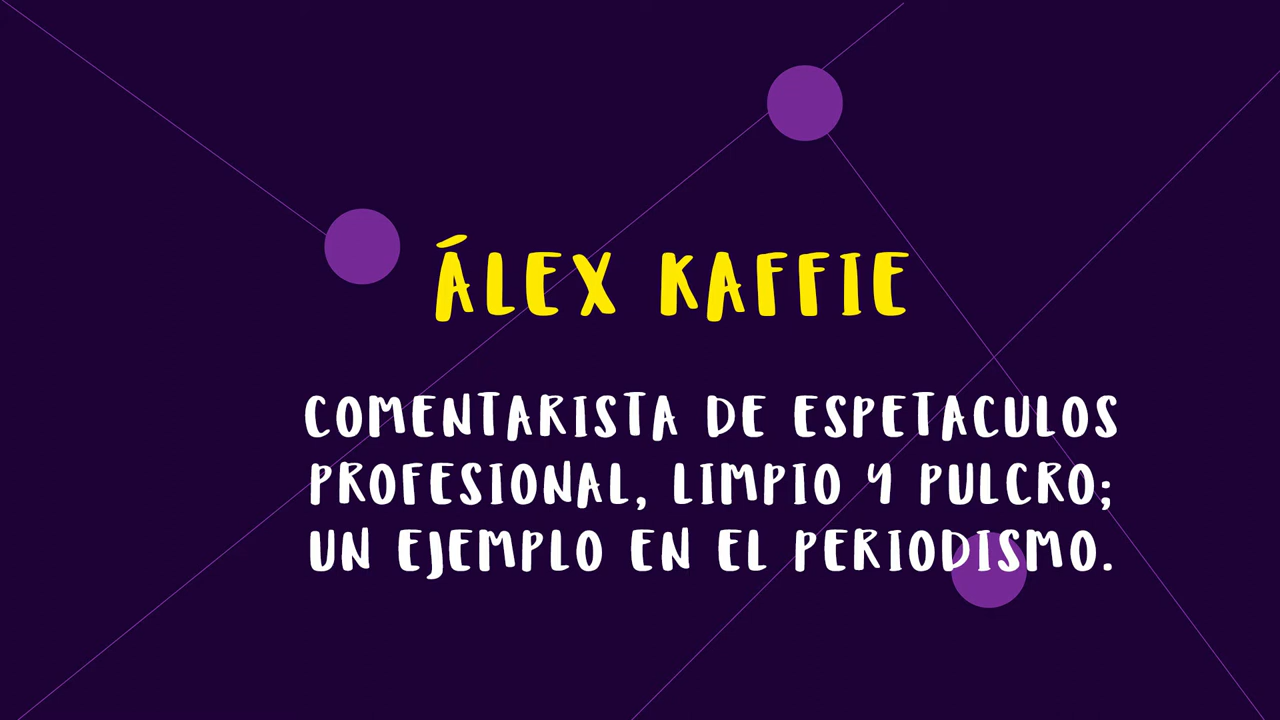 ÁLEX KAFFIE
COMENTARISTA DE ESPETACULOS
PROFESIONAL, LIMPIO Y PULCRO;
UN EJEMPLO EN EL PERIODISMO.